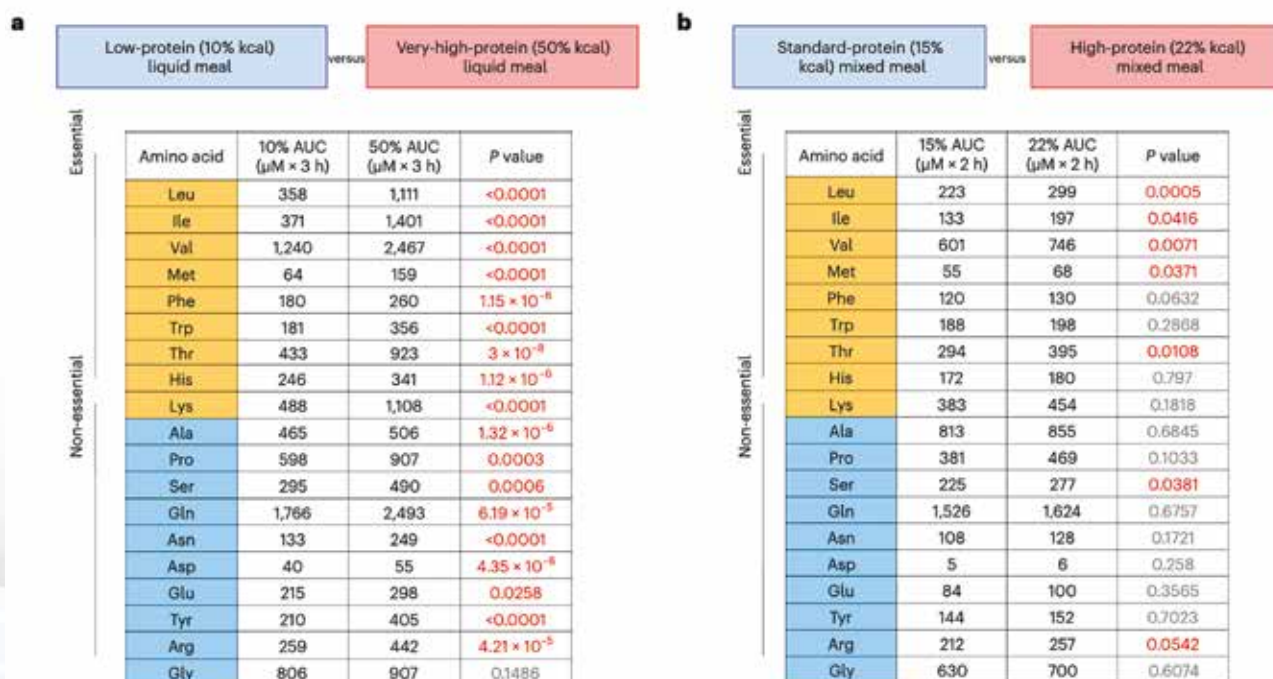 a
Low-protein (10% kcal)
liquid meal
versus
Very-high-protein (50% kcal)
liquid meal
Essential
Non-essential
Amino acid 10% AUC (µM × 3 h) 50% AUC (µM × 3 h) P value
Leu 358 1,111 <0.0001
Ile 371 1,401 <0.0001
Val 1,240 2,467 <0.0001
Met 64 159 <0.0001
Phe 180 260 1.15 × 10⁻⁶
Trp 181 356 <0.0001
Thr 433 923 3 × 10⁻⁸
His 246 341 1.12 × 10⁻⁶
Lys 488 1,108 <0.0001
Ala 465 506 1.32 × 10⁻⁶
Pro 598 907 0.0003
Ser 295 490 0.0006
Gln 1,766 2,493 6.19 × 10⁻⁵
Asn 133 249 <0.0001
Asp 40 55 4.35 × 10⁻⁶
Glu 215 298 0.0258
Tyr 210 405 <0.0001
Arg 259 442 4.21 × 10⁻⁵
Gly 806 907 0.1486
b
Standard-protein (15%
kcal) mixed meal
versus
High-protein (22% kcal)
mixed meal
Essential
Non-essential
Amino acid 15% AUC (µM × 2 h) 22% AUC (µM × 2 h) P value
Leu 223 299 0.0005
Ile 133 197 0.0416
Val 601 746 0.0071
Met 55 68 0.0371
Phe 120 130 0.0632
Trp 188 198 0.2868
Thr 294 395 0.0108
His 172 180 0.797
Lys 383 454 0.1818
Ala 813 855 0.6845
Pro 381 469 0.1033
Ser 225 277 0.0381
Gln 1,526 1,624 0.6757
Asn 108 128 0.1721
Asp 5 6 0.258
Glu 84 100 0.3565
Tyr 144 152 0.7023
Arg 212 257 0.0542
Gly 630 700 0.6074